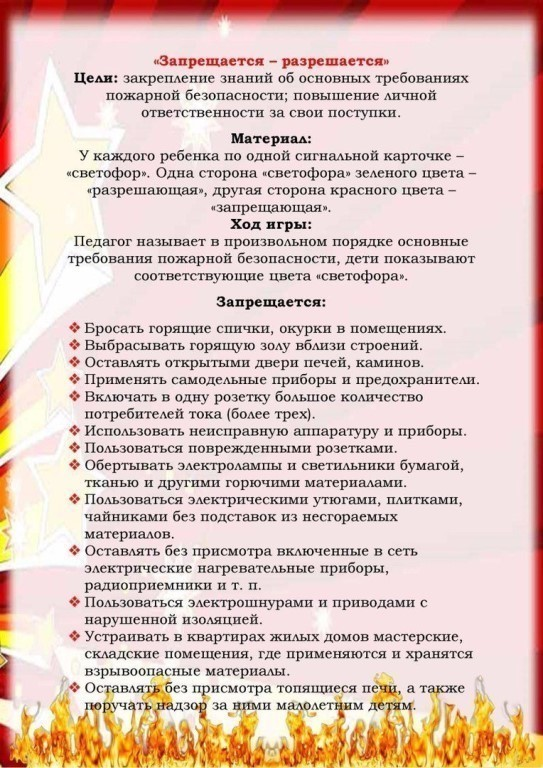 «Запрещается – разрешается»
Цели: закрепление знаний об основных требованиях
пожарной безопасности; повышение личной
ответственности за свои поступки.
Материал:
У каждого ребенка по одной сигнальной карточке –
«светофор». Одна сторона «светофора» зеленого цвета –
«разрешающая», другая сторона красного цвета –
«запрещающая».
Ход игры:
Педагог называет в произвольном порядке основные
требования пожарной безопасности, дети показывают
соответствующие цвета «светофора».
Запрещается:
❖ Бросать горящие спички, окурки в помещениях.
❖ Выбрасывать горящую золу вблизи строений.
❖ Оставлять открытыми двери печей, каминов.
❖ Применять самодельные приборы и предохранители.
❖ Включать в одну розетку большое количество
потребителей тока (более трех).
❖ Использовать неисправную аппаратуру и приборы.
❖ Пользоваться поврежденными розетками.
❖ Обертывать электролампы и светильники бумагой,
тканью и другими горючими материалами.
❖ Пользоваться электрическими утюгами, плитками,
чайниками без подставок из несгораемых
материалов.
❖ Оставлять без присмотра включенные в сеть
электрические нагревательные приборы,
радиоприемники и т. п.
❖ Пользоваться электрошнурами и приводами с
нарушенной изоляцией.
❖ Устраивать в квартирах жилых домов мастерские,
складские помещения, где применяются и хранятся
взрывоопасные материалы.
❖ Оставлять без присмотра топящиеся печи, а также
поручать надзор за ними малолетним детям.